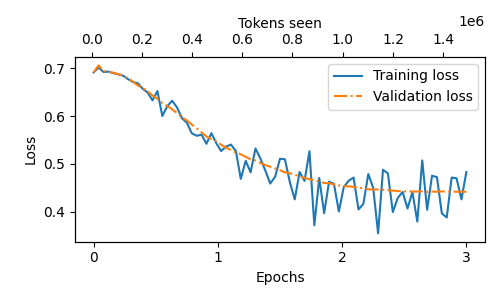 Tokens seen
1e6
0.0 0.2 0.4 0.6 0.8 1.0 1.2 1.4
0.7
0.6
0.5
0.4
Loss
Training loss
Validation loss
0 1 2 3
Epochs